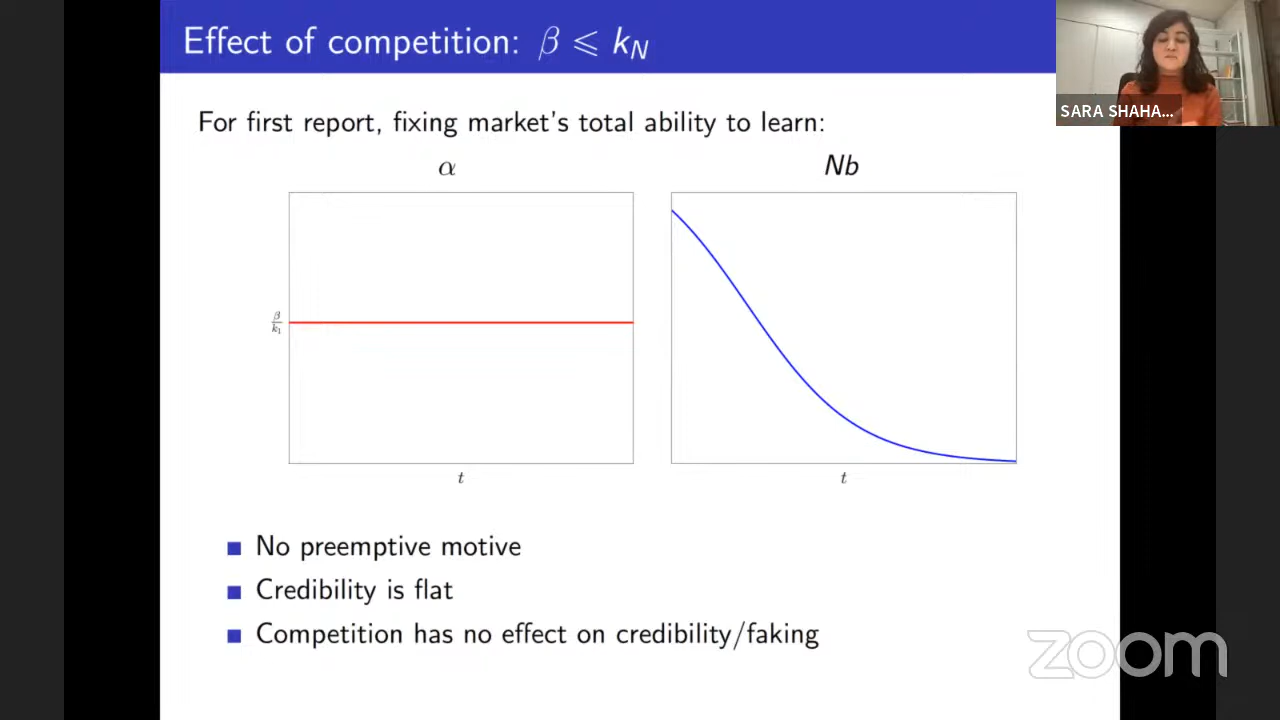 Effect of competition: β ⩽ k_N
SARA SHAHA...
For first report, fixing market's total ability to learn:
α
Nb
β/k₁
t
t
No preemptive motive
Credibility is flat
Competition has no effect on credibility/faking
zoom